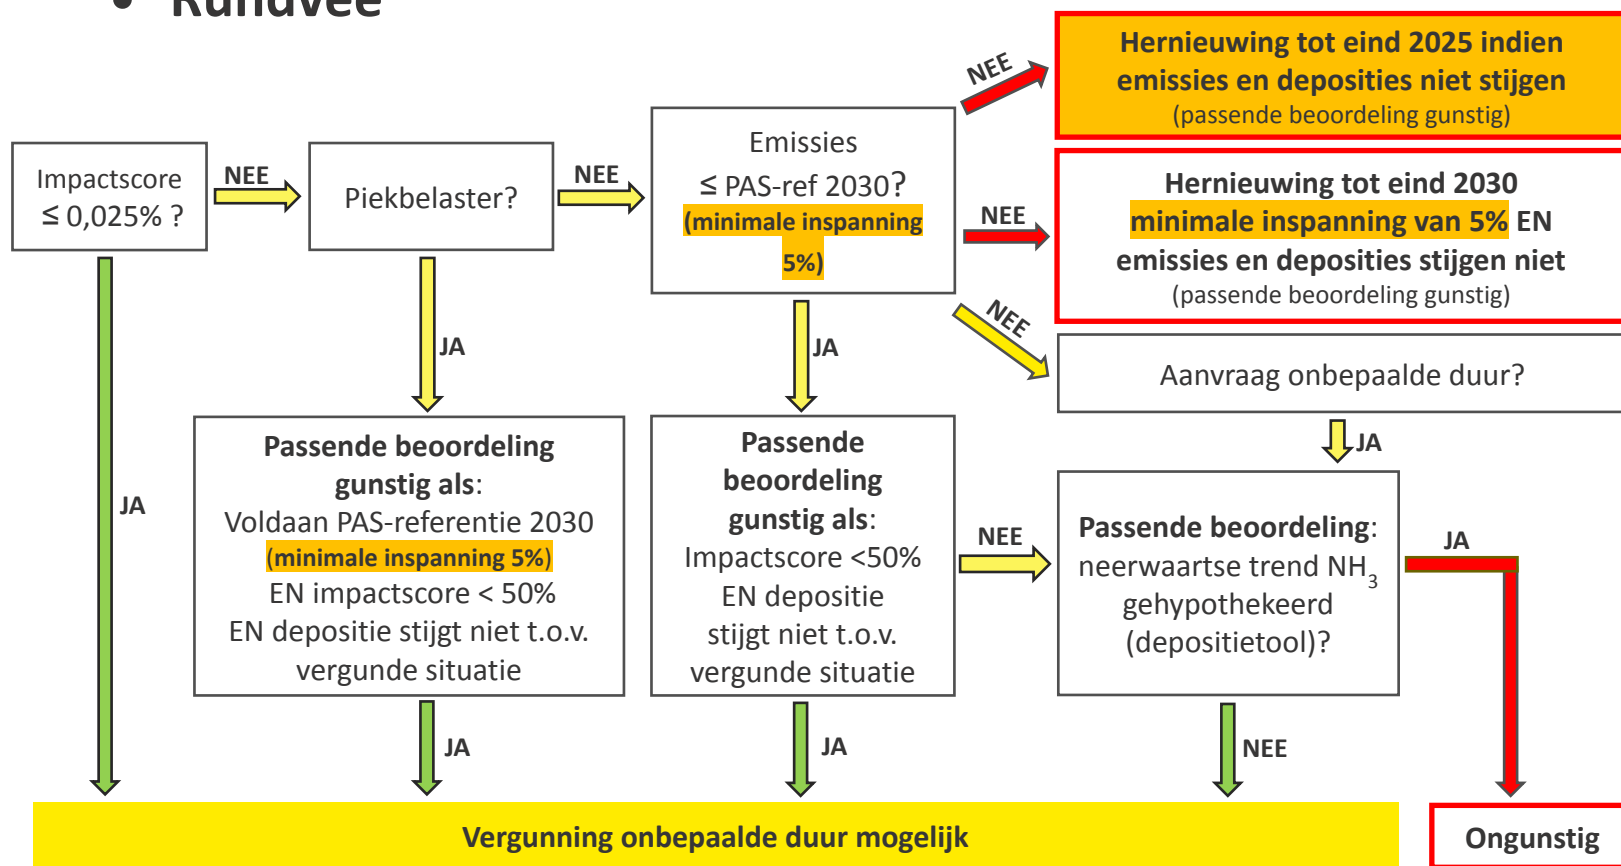 • Rundvee
Hernieuwing tot eind 2025 indien
emissies en deposities niet stijgen
(passende beoordeling gunstig)
NEE
Impactscore
≤ 0,025% ?
NEE
Piekbelaster?
NEE
Emissies
≤ PAS-ref 2030?
(minimale inspanning
5%)
NEE
Hernieuwing tot eind 2030
minimale inspanning van 5% EN
emissies en deposities stijgen niet
(passende beoordeling gunstig)
NEE
Aanvraag onbepaalde duur?
JA
JA
JA
JA
Passende beoordeling
gunstig als:
Voldaan PAS-referentie 2030
(minimale inspanning 5%)
EN impactscore < 50%
EN depositie stijgt niet t.o.v.
vergunde situatie
Passende
beoordeling
gunstig als:
Impactscore <50%
EN depositie
stijgt niet t.o.v.
vergunde situatie
NEE
Passende beoordeling:
neerwaartse trend NH3
gehypothekeerd
(depositietool)?
JA
JA
JA
NEE
Vergunning onbepaalde duur mogelijk
Ongunstig